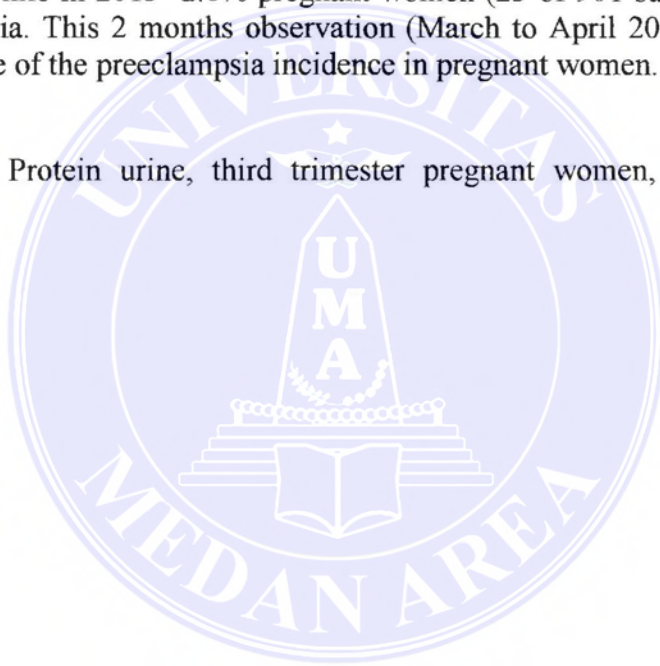 ia. This 2 months observation (March to April 20
e of the preeclampsia incidence in pregnant women.
Protein urine, third trimester pregnant women,
UNIVERSITAS
U
M
A
MEDAN AREA